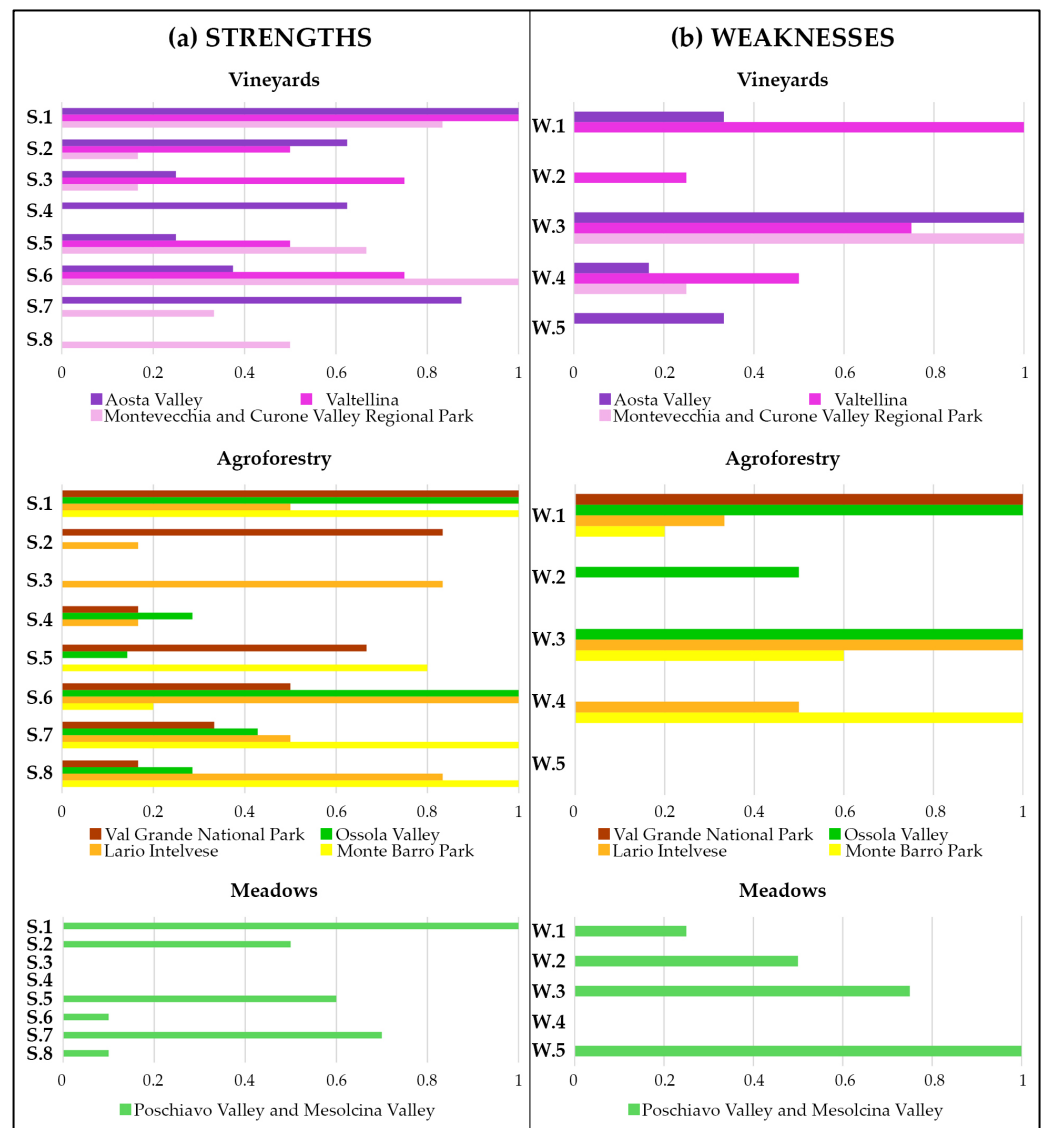 (a) STRENGTHS
Vineyards
S.1
S.2
S.3
S.4
S.5
S.6
S.7
S.8
0 0.2 0.4 0.6 0.8 1
Aosta Valley Valtellina
Montevecchia and Curone Valley Regional Park
Agroforestry
S.1
S.2
S.3
S.4
S.5
S.6
S.7
S.8
0 0.2 0.4 0.6 0.8 1
Val Grande National Park Ossola Valley
Lario Intelvese Monte Barro Park
Meadows
S.1
S.2
S.3
S.4
S.5
S.6
S.7
S.8
0 0.2 0.4 0.6 0.8 1
Poschiavo Valley and Mesolcina Valley
(b) WEAKNESSES
Vineyards
W.1
W.2
W.3
W.4
W.5
0 0.2 0.4 0.6 0.8 1
Aosta Valley Valtellina
Montevecchia and Curone Valley Regional Park
Agroforestry
W.1
W.2
W.3
W.4
W.5
0 0.2 0.4 0.6 0.8 1
Val Grande National Park Ossola Valley
Lario Intelvese Monte Barro Park
Meadows
W.1
W.2
W.3
W.4
W.5
0 0.2 0.4 0.6 0.8 1
Poschiavo Valley and Mesolcina Valley